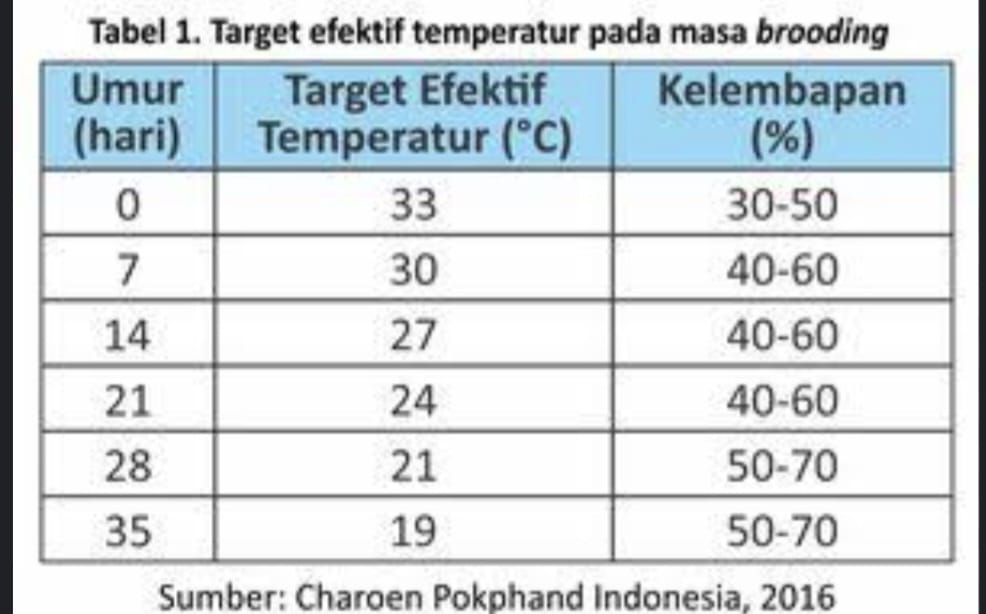 Tabel 1. Target efektif temperatur pada masa brooding
Umur (hari) Target Efektif Temperatur (°C) Kelembapan (%)
0 33 30-50
7 30 40-60
14 27 40-60
21 24 40-60
28 21 50-70
35 19 50-70
Sumber: Charoen Pokphand Indonesia, 2016